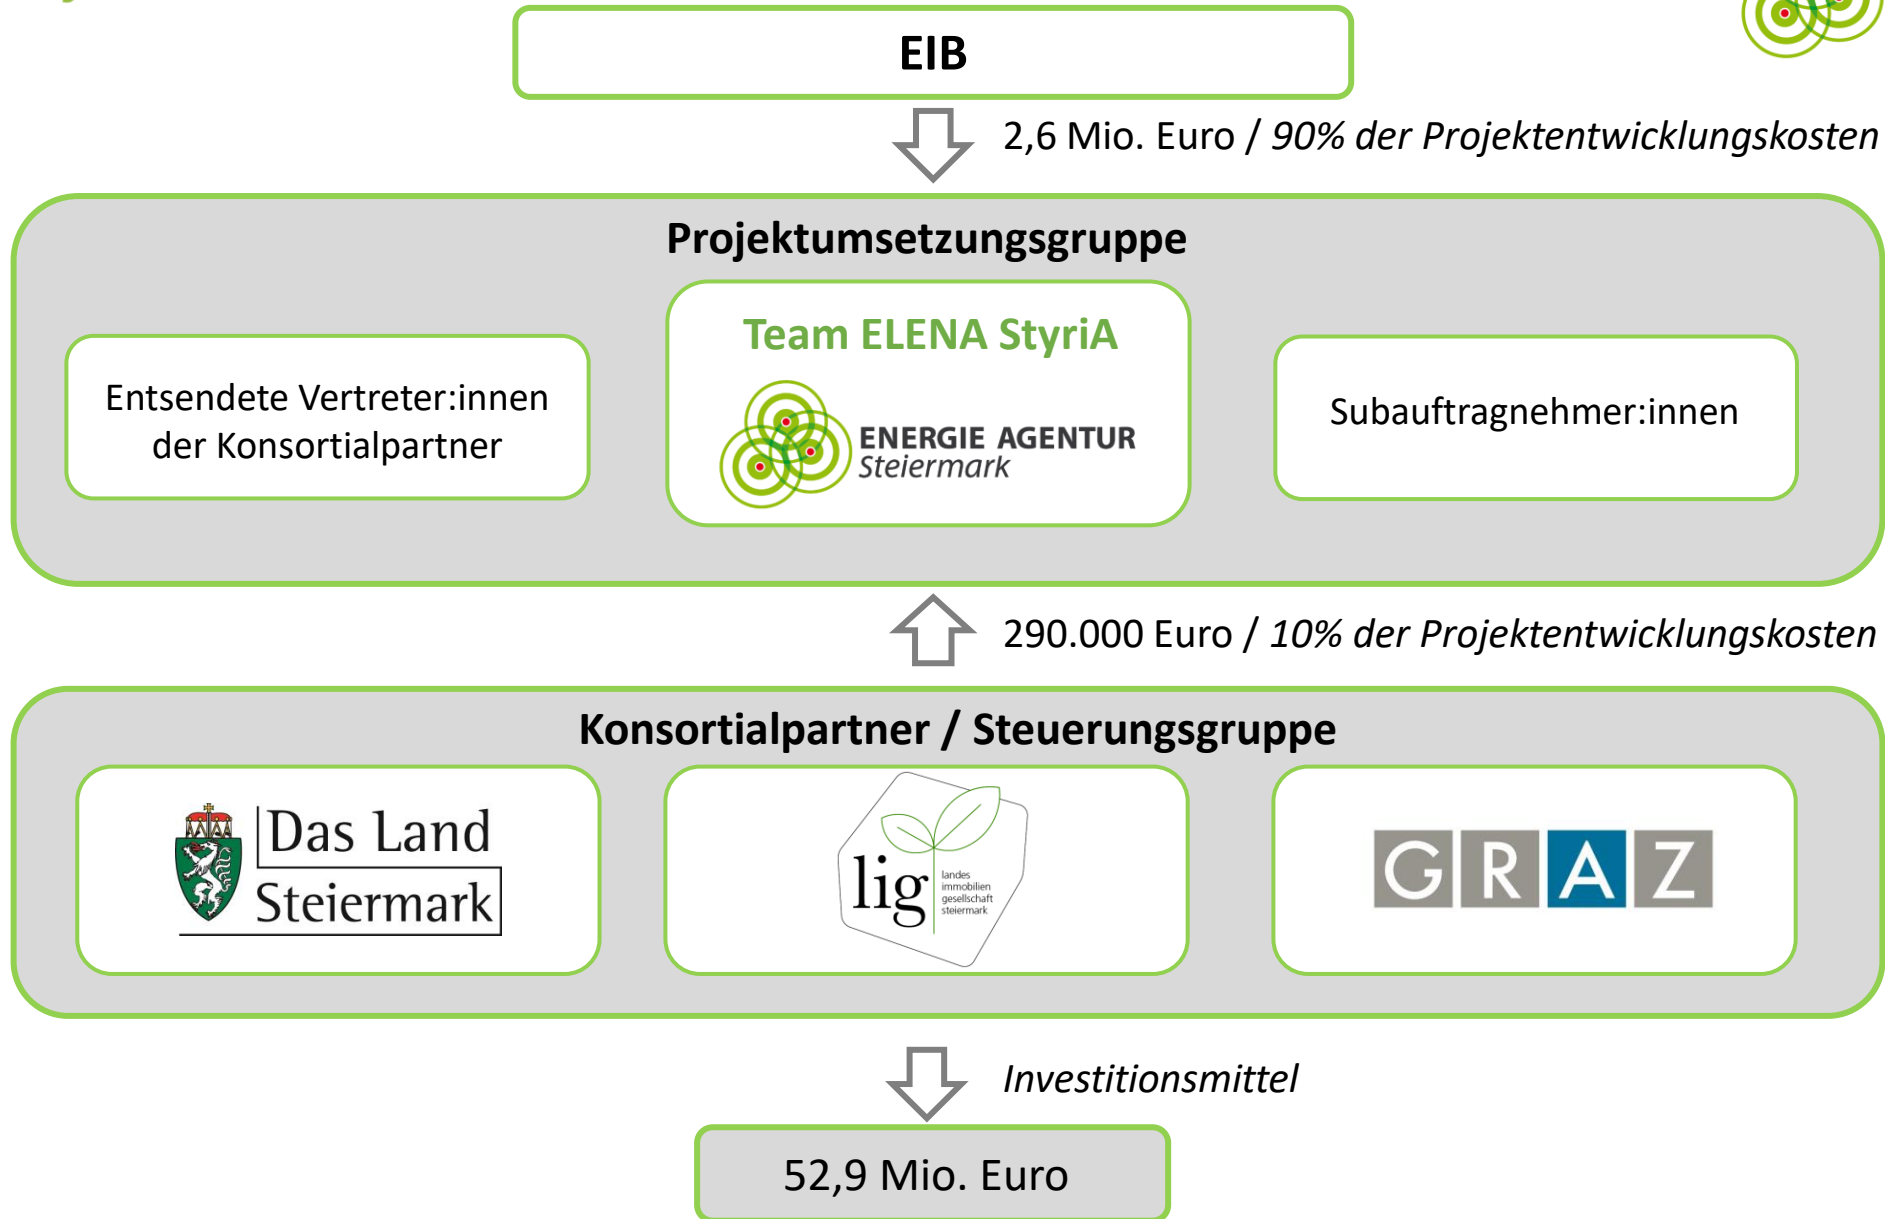 EIB
2,6 Mio. Euro / 90% der Projektentwicklungskosten
Projektumsetzungsgruppe
Entsendete Vertreter:innen
der Konsortialpartner
Team ELENA StyriA
ENERGIE AGENTUR
Steiermark
Subauftragnehmer:innen
290.000 Euro / 10% der Projektentwicklungskosten
Konsortialpartner / Steuerungsgruppe
Das Land
Steiermark
lig
landes
immobilien
gesellschaft
steiermark
GRAZ
Investitionsmittel
52,9 Mio. Euro